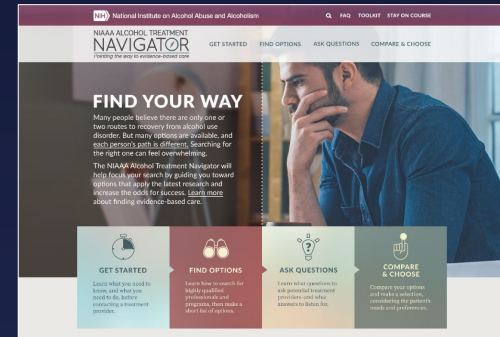 NIH National Institute on Alcohol Abuse and Alcoholism
FAQ TOOLKIT STAY ON COURSE
NIAAA ALCOHOL TREATMENT
NAVIGATOR
Pointing the way to evidence-based care
GET STARTED FIND OPTIONS ASK QUESTIONS COMPARE & CHOOSE
FIND YOUR WAY
Many people believe there are only one or
two routes to recovery from alcohol use
disorder. But many options are available, and
each person's path is different. Searching for
the right one can feel overwhelming.
The NIAAA Alcohol Treatment Navigator will
help focus your search by guiding you toward
options that apply the latest research and
increase the odds for success. Learn more
about finding evidence-based care.
GET STARTED
Learn what you need to
know, and what you
need to do, before
contacting a treatment
provider.
FIND OPTIONS
Learn how to search for
highly qualified
professionals and
programs, then make a
short list of options.
ASK QUESTIONS
Learn what questions to
ask potential treatment
providers–and what
answers to listen for.
COMPARE
& CHOOSE
Compare your options
and make a selection,
considering the patient's
needs and preferences.